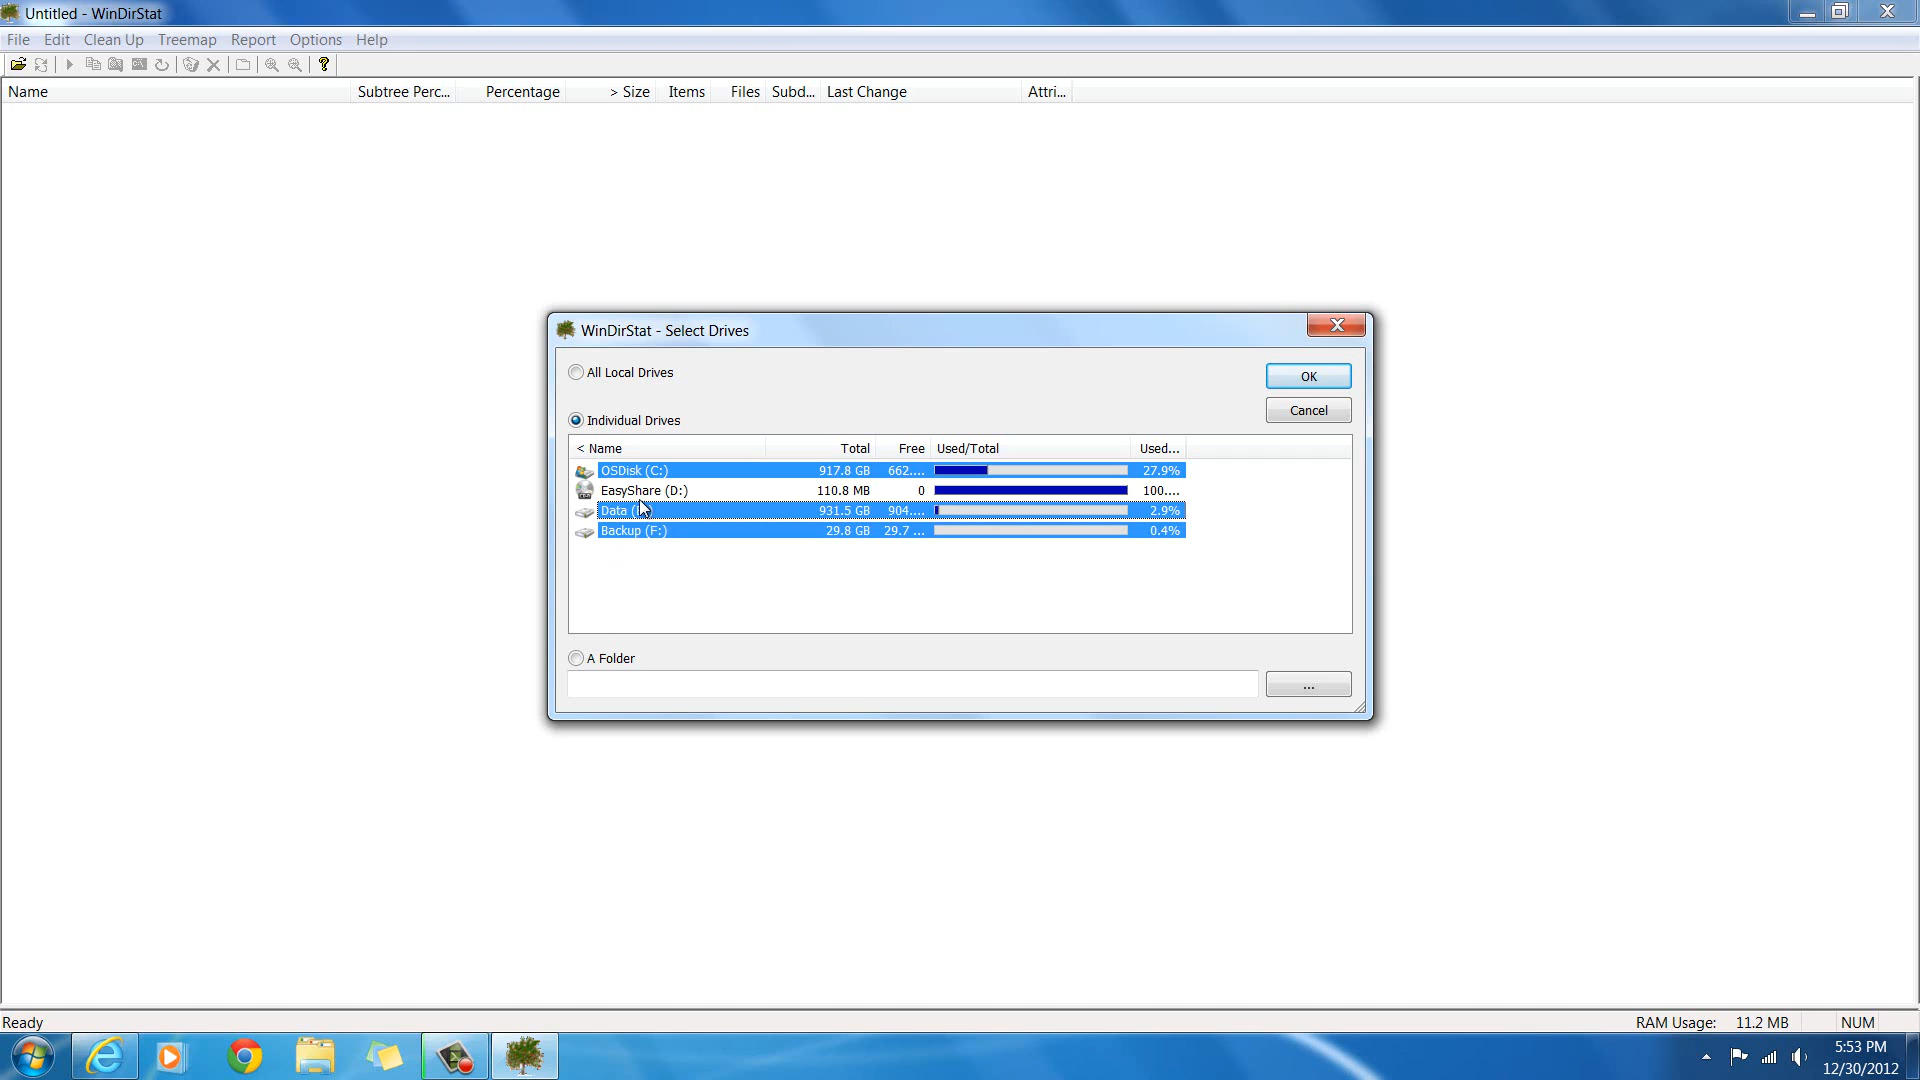 Untitled - WinDirStat
File Edit Clean Up Treemap Report Options Help
Name Subtree Perc... Percentage > Size Items Files Subd... Last Change Attri...
WinDirStat - Select Drives
All Local Drives
OK
Cancel
Individual Drives
< Name Total Free Used/Total Used...
OSDisk (C:) 917.8 GB 662.... 27.9%
EasyShare (D:) 110.8 MB 0 100....
Data 931.5 GB 904.... 2.9%
Backup (F:) 29.8 GB 29.7 ... 0.4%
A Folder
...
Ready RAM Usage: 11.2 MB NUM
5:53 PM
12/30/2012